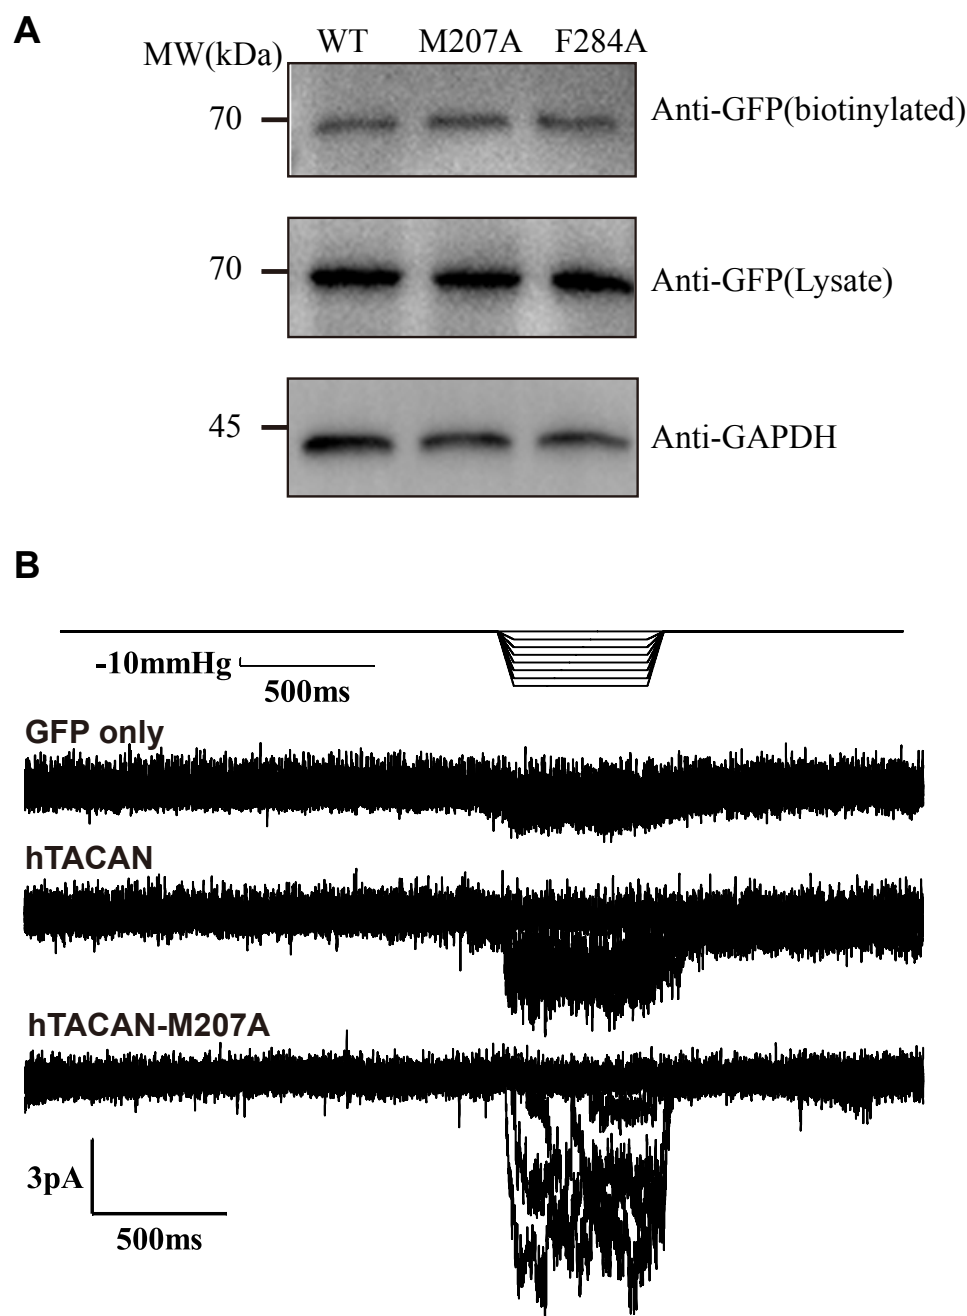 A
MW(kDa) WT M207A F284A
70 Anti-GFP(biotinylated)
70 Anti-GFP(Lysate)
45 Anti-GAPDH
B
-10mmHg
500ms
GFP only
hTACAN
hTACAN-M207A
3pA
500ms